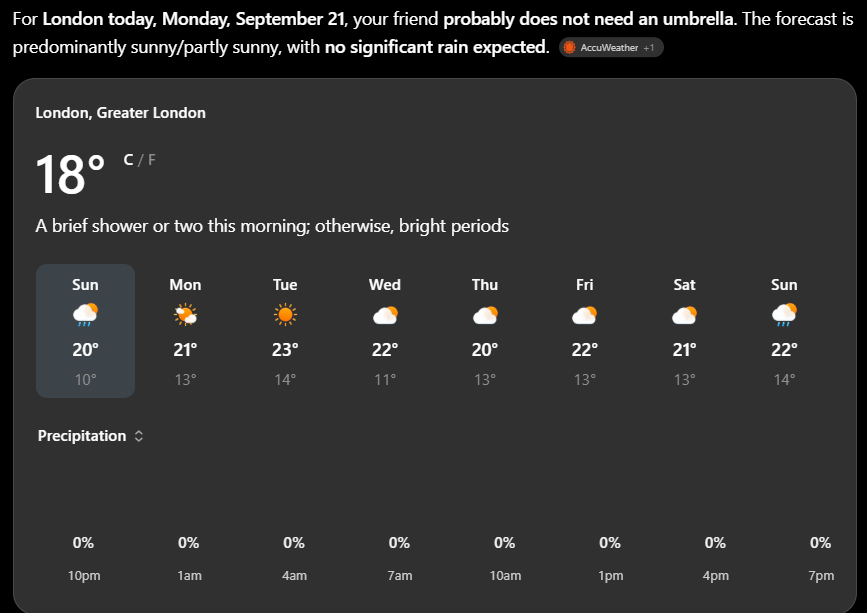 For London today, Monday, September 21, your friend probably does not need an umbrella. The forecast is
predominantly sunny/partly sunny, with no significant rain expected. AccuWeather +1
London, Greater London
18° C / F
A brief shower or two this morning; otherwise, bright periods
Sun Mon Tue Wed Thu Fri Sat Sun
20° 21° 23° 22° 20° 22° 21° 22°
10° 13° 14° 11° 13° 13° 13° 14°
Precipitation
0% 0% 0% 0% 0% 0% 0% 0%
10pm 1am 4am 7am 10am 1pm 4pm 7pm